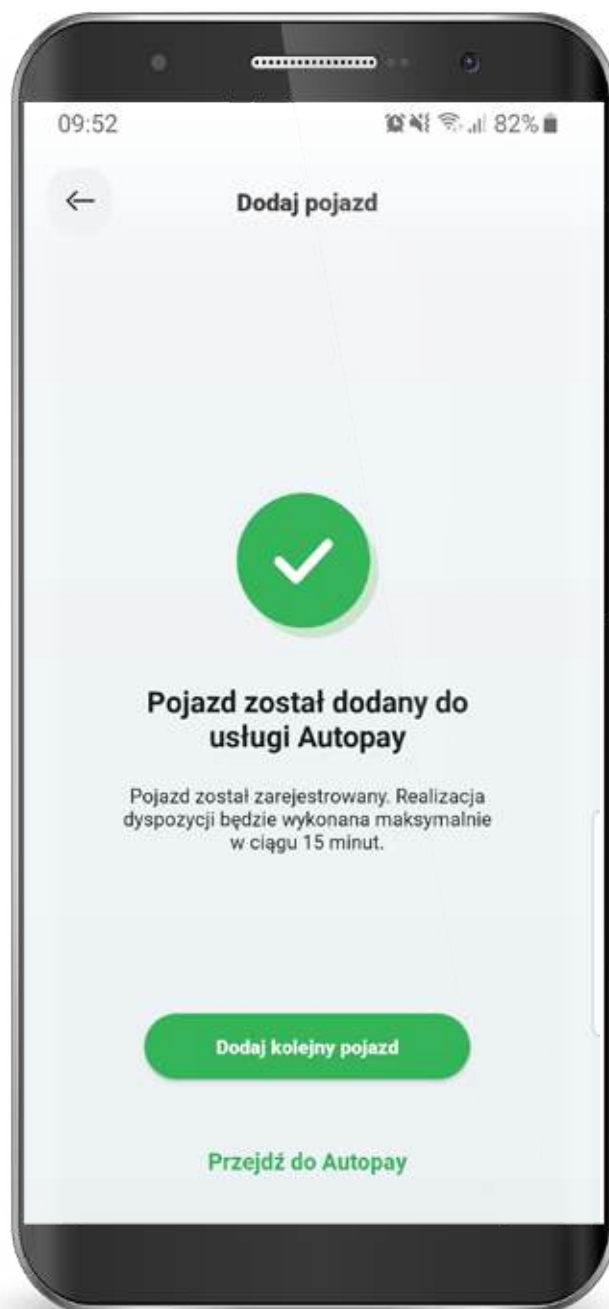 09:52
82%
Dodaj pojazd
Pojazd został dodany do
usługi Autopay
Pojazd został zarejestrowany. Realizacja
dyspozycji będzie wykonana maksymalnie
w ciągu 15 minut.
Dodaj kolejny pojazd
Przejdź do Autopay